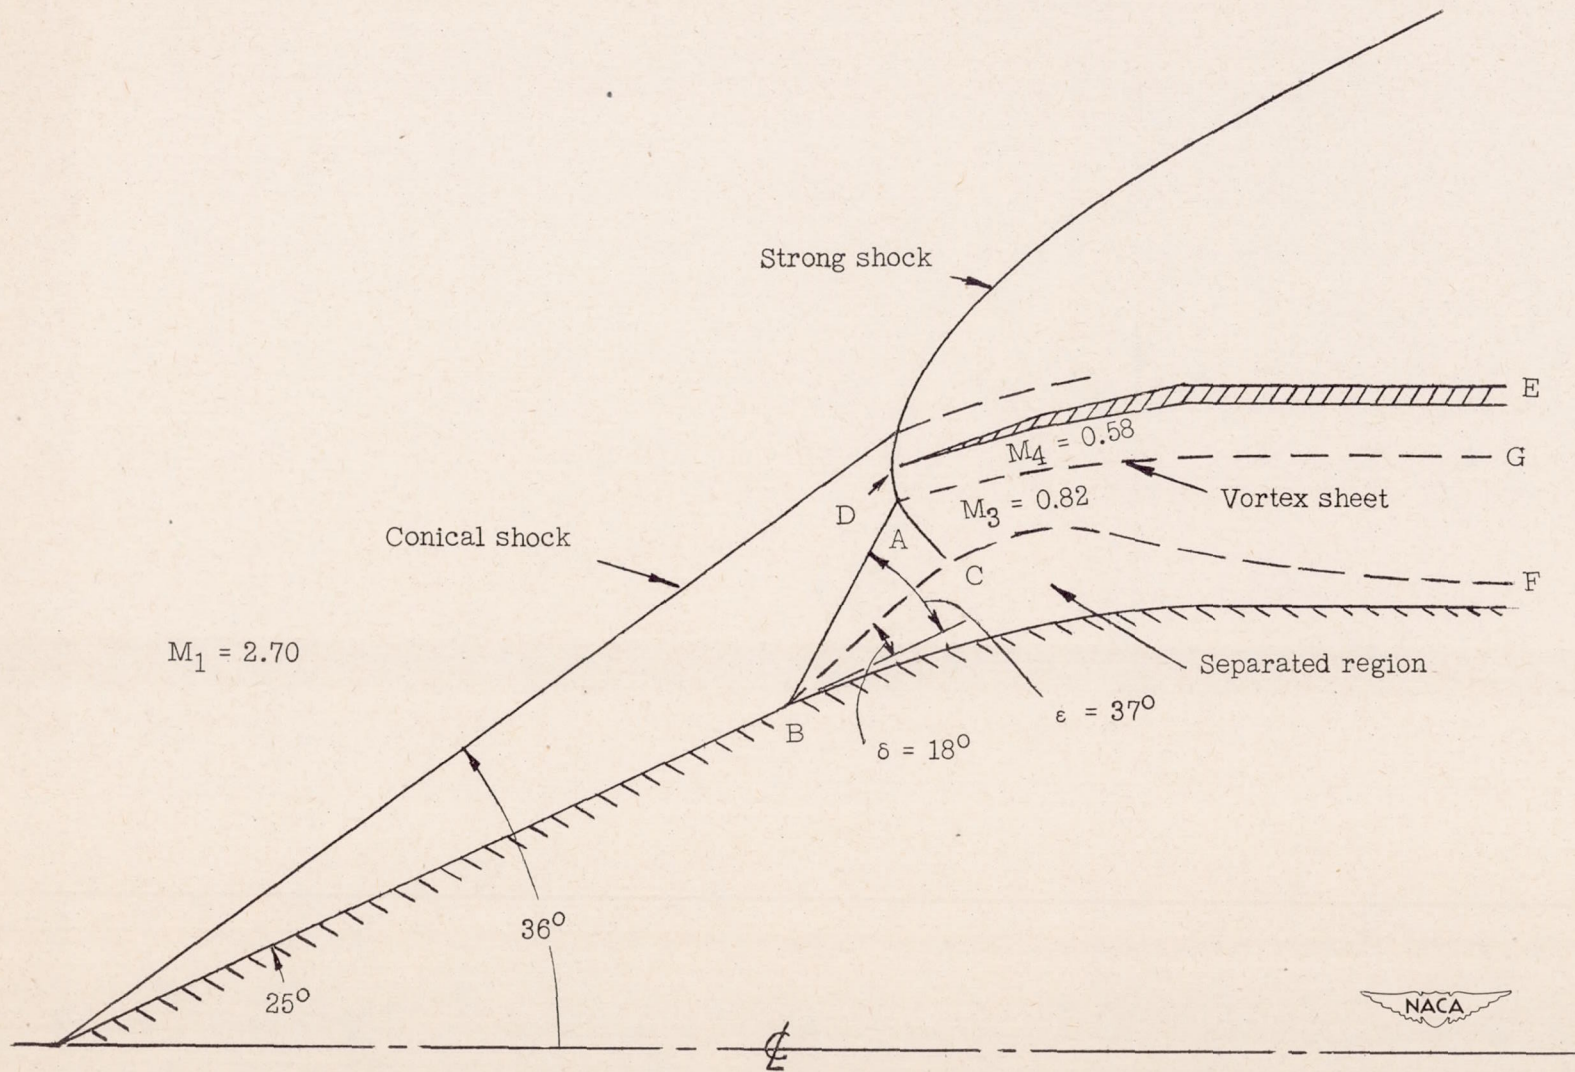 Strong shock
E
M4 = 0.58
G
Vortex sheet
M3 = 0.82
D
Conical shock
A
C
F
M1 = 2.70
Separated region
ε = 37°
B
δ = 18°
36°
25°
NACA
℄